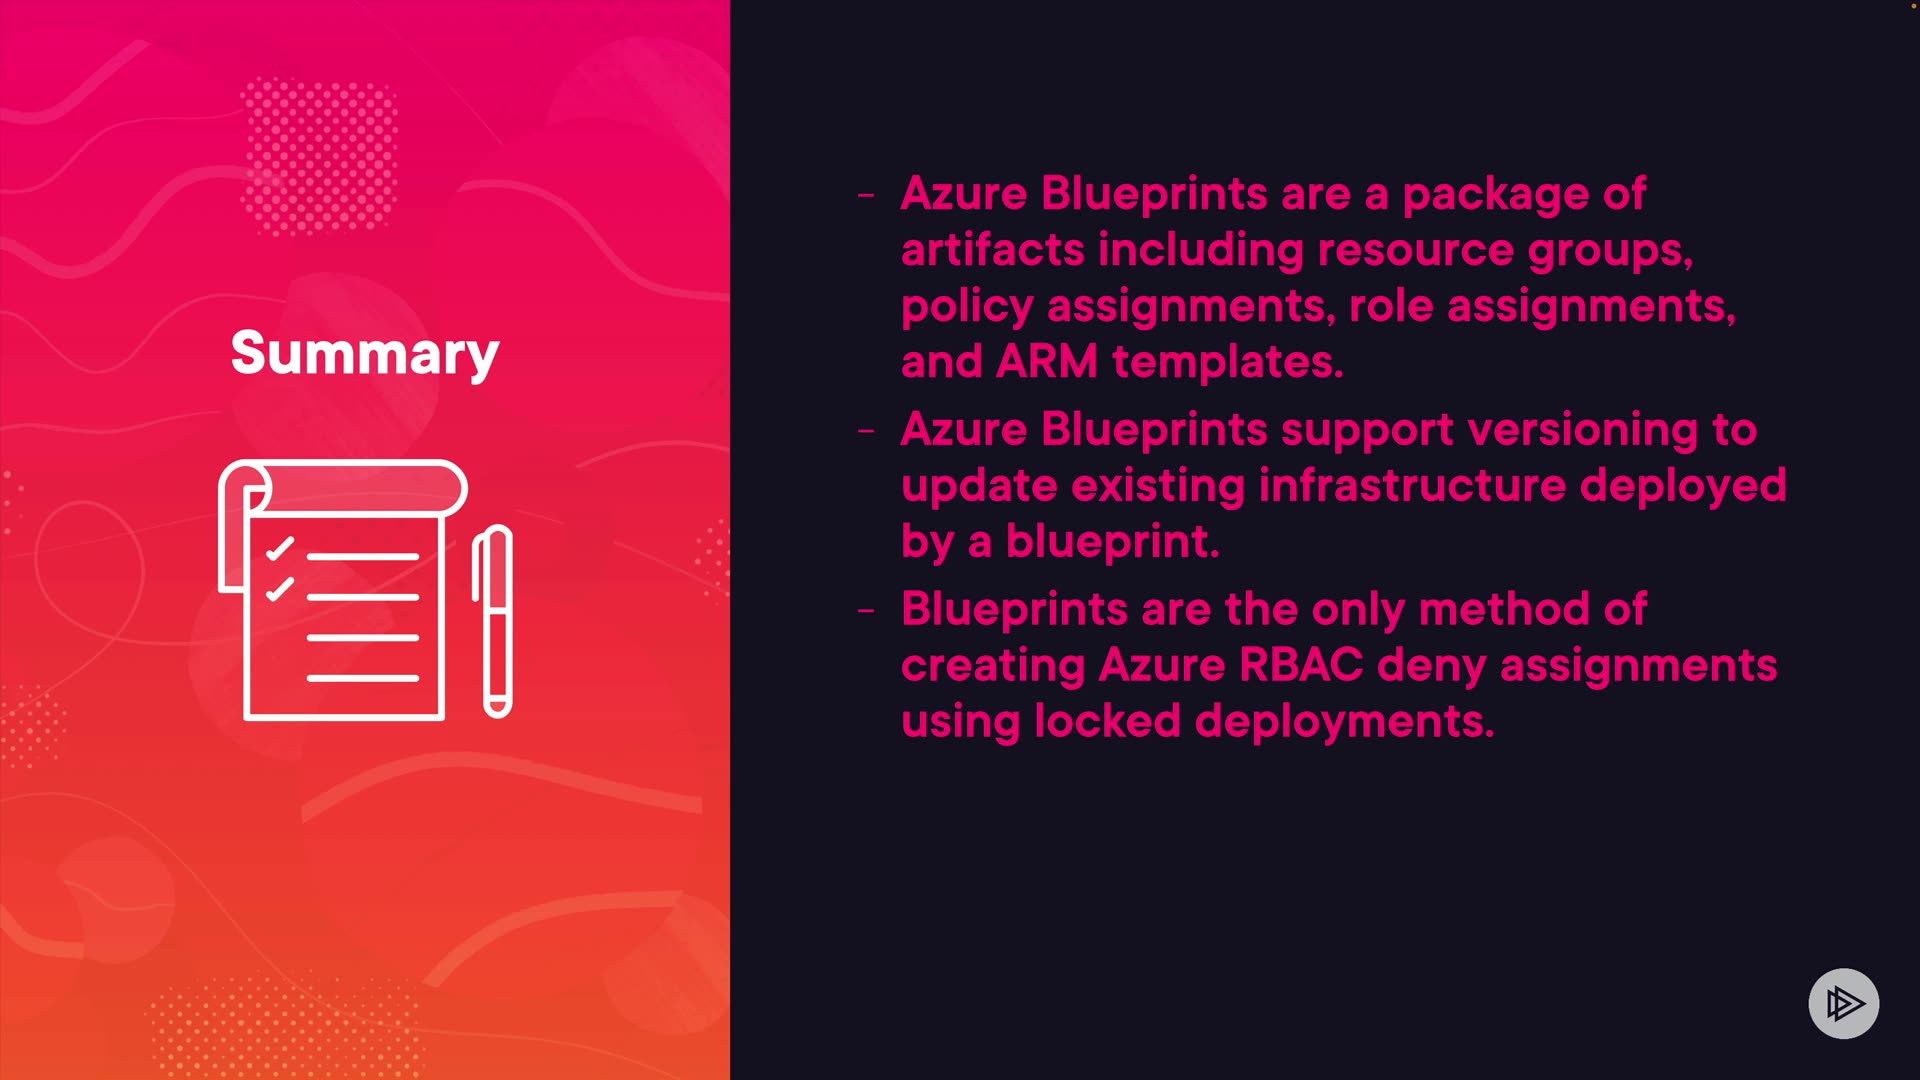 Summary
- Azure Blueprints are a package of
artifacts including resource groups,
policy assignments, role assignments,
and ARM templates.
- Azure Blueprints support versioning to
update existing infrastructure deployed
by a blueprint.
- Blueprints are the only method of
creating Azure RBAC deny assignments
using locked deployments.